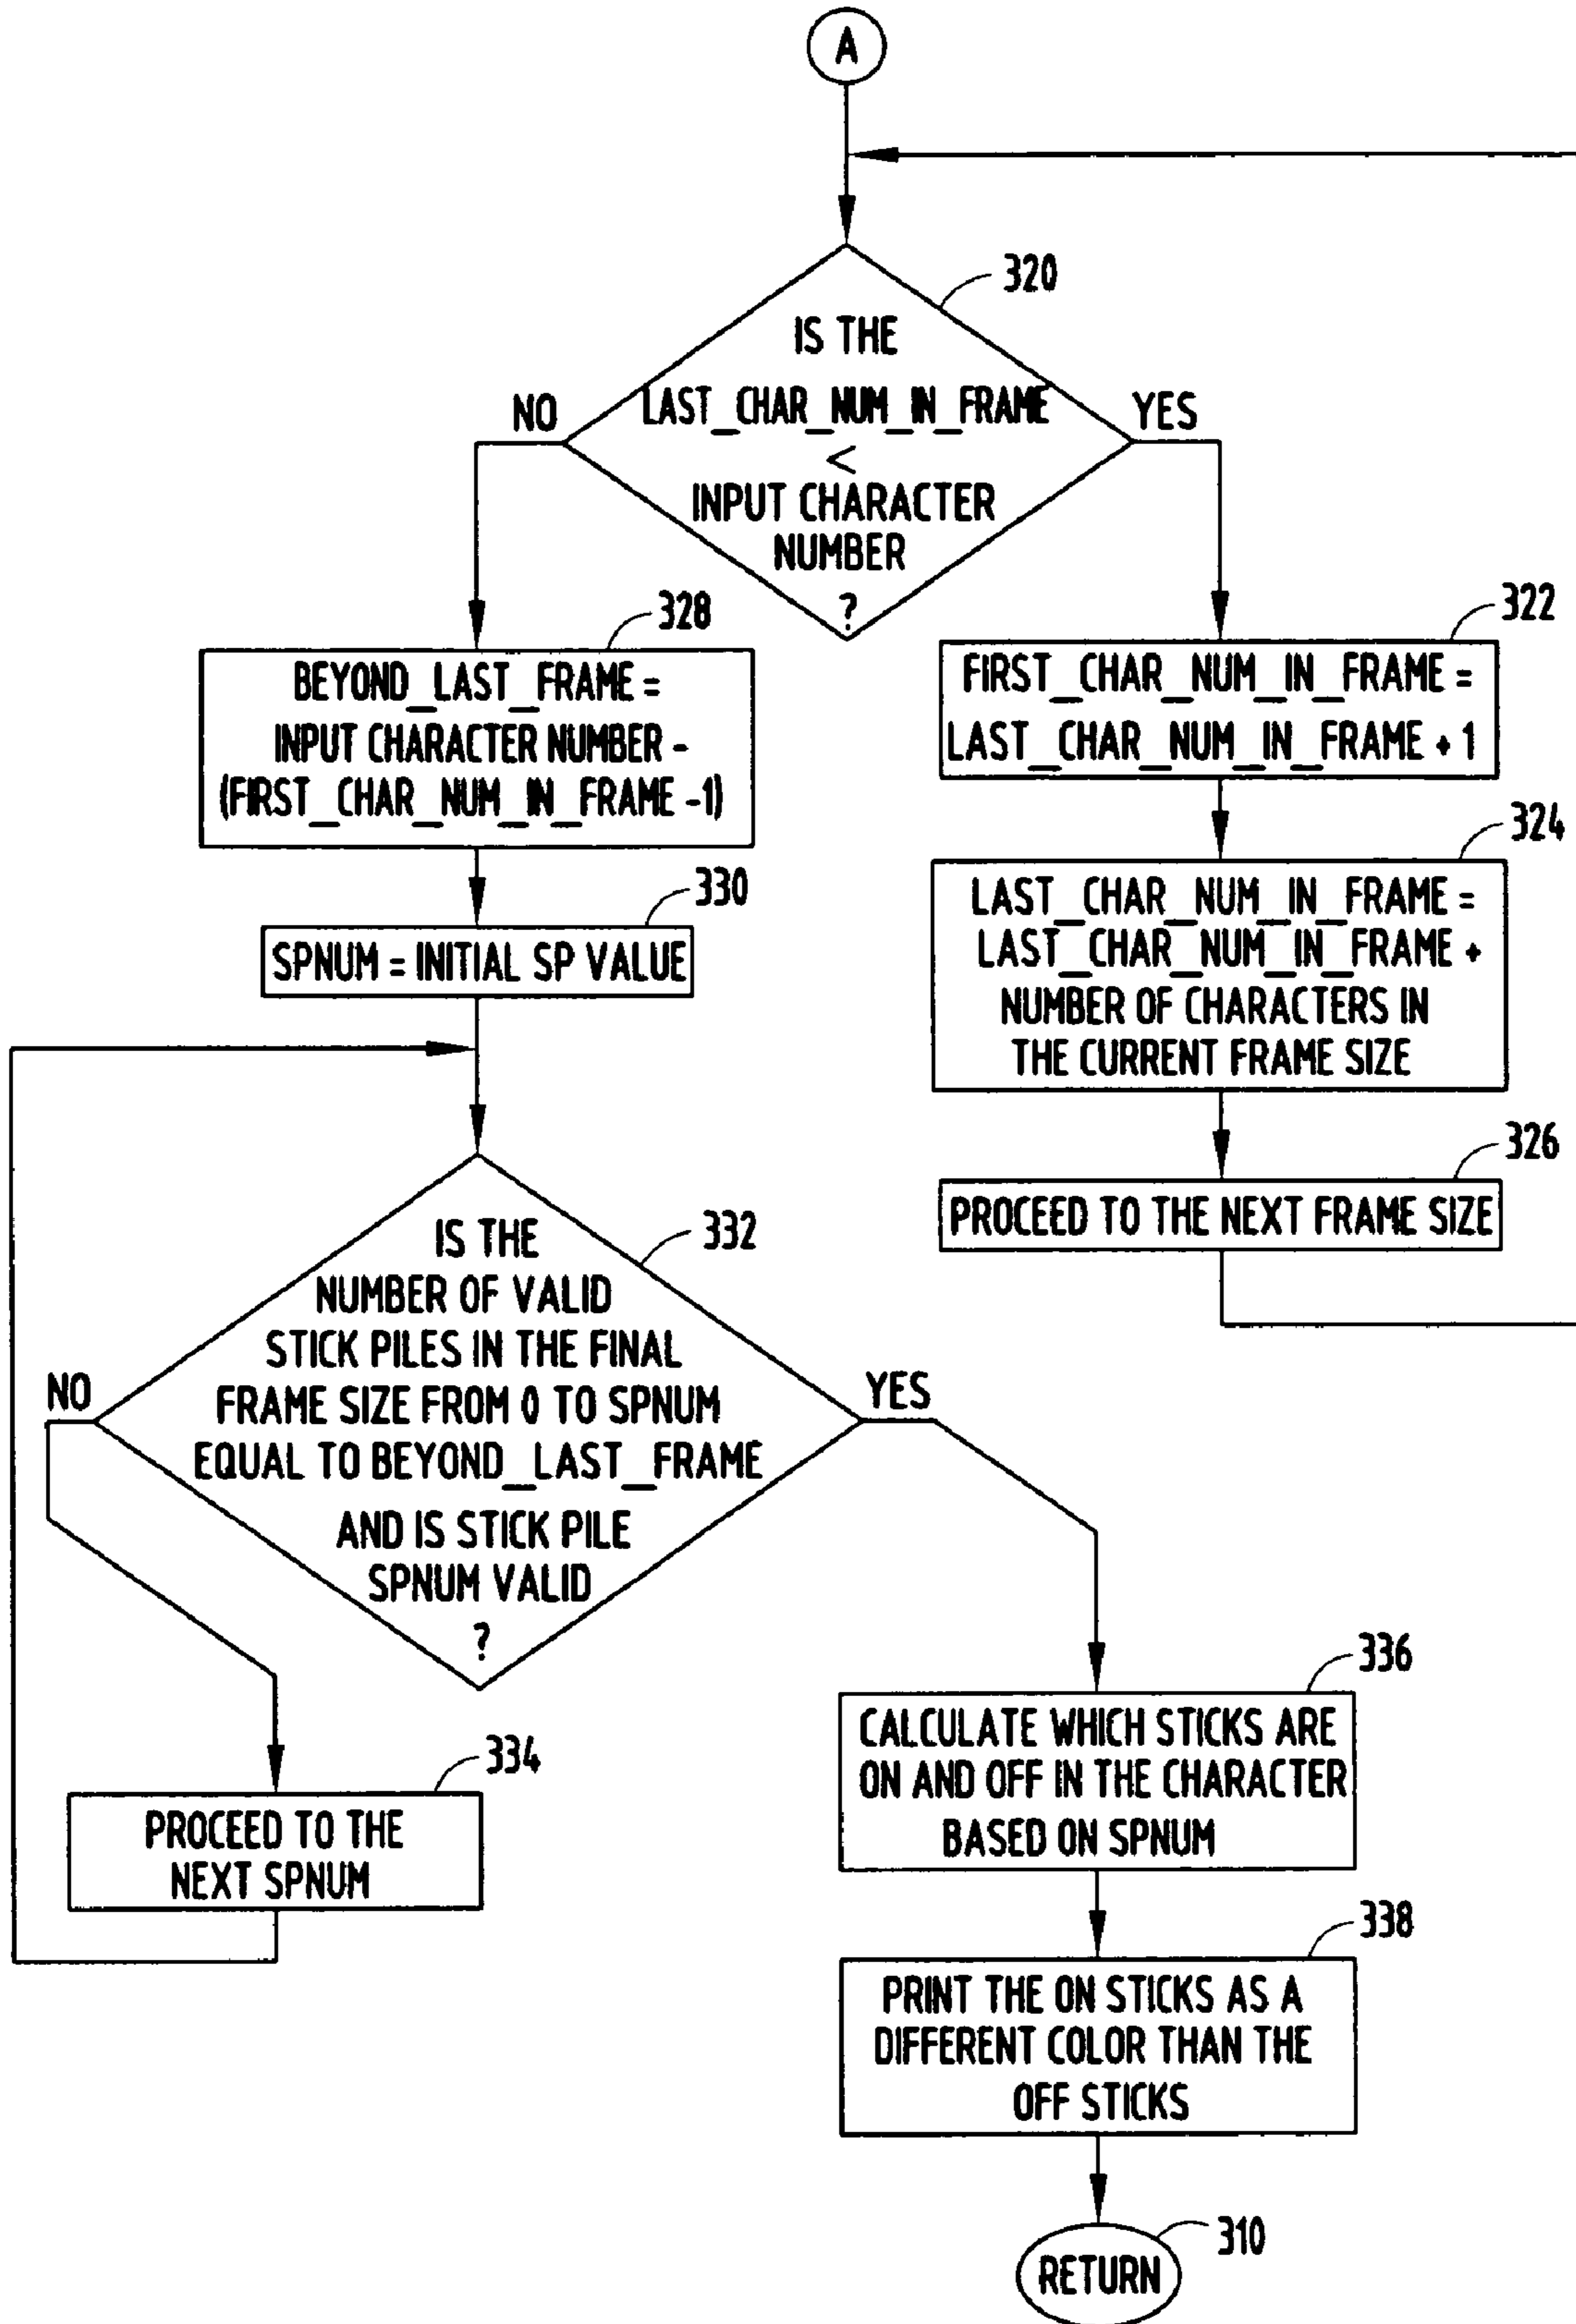 A
320
IS THE
LAST_CHAR_NUM_IN_FRAME
<
INPUT CHARACTER
NUMBER
?
NO
YES
328
BEYOND_LAST_FRAME =
INPUT CHARACTER NUMBER -
(FIRST_CHAR_NUM_IN_FRAME -1)
322
FIRST_CHAR_NUM_IN_FRAME =
LAST_CHAR_NUM_IN_FRAME + 1
324
LAST_CHAR_NUM_IN_FRAME =
LAST_CHAR_NUM_IN_FRAME +
NUMBER OF CHARACTERS IN
THE CURRENT FRAME SIZE
330
SPNUM = INITIAL SP VALUE
326
PROCEED TO THE NEXT FRAME SIZE
332
IS THE
NUMBER OF VALID
STICK PILES IN THE FINAL
FRAME SIZE FROM 0 TO SPNUM
EQUAL TO BEYOND_LAST_FRAME
AND IS STICK PILE
SPNUM VALID
?
NO
YES
334
PROCEED TO THE
NEXT SPNUM
336
CALCULATE WHICH STICKS ARE
ON AND OFF IN THE CHARACTER
BASED ON SPNUM
338
PRINT THE ON STICKS AS A
DIFFERENT COLOR THAN THE
OFF STICKS
310
RETURN